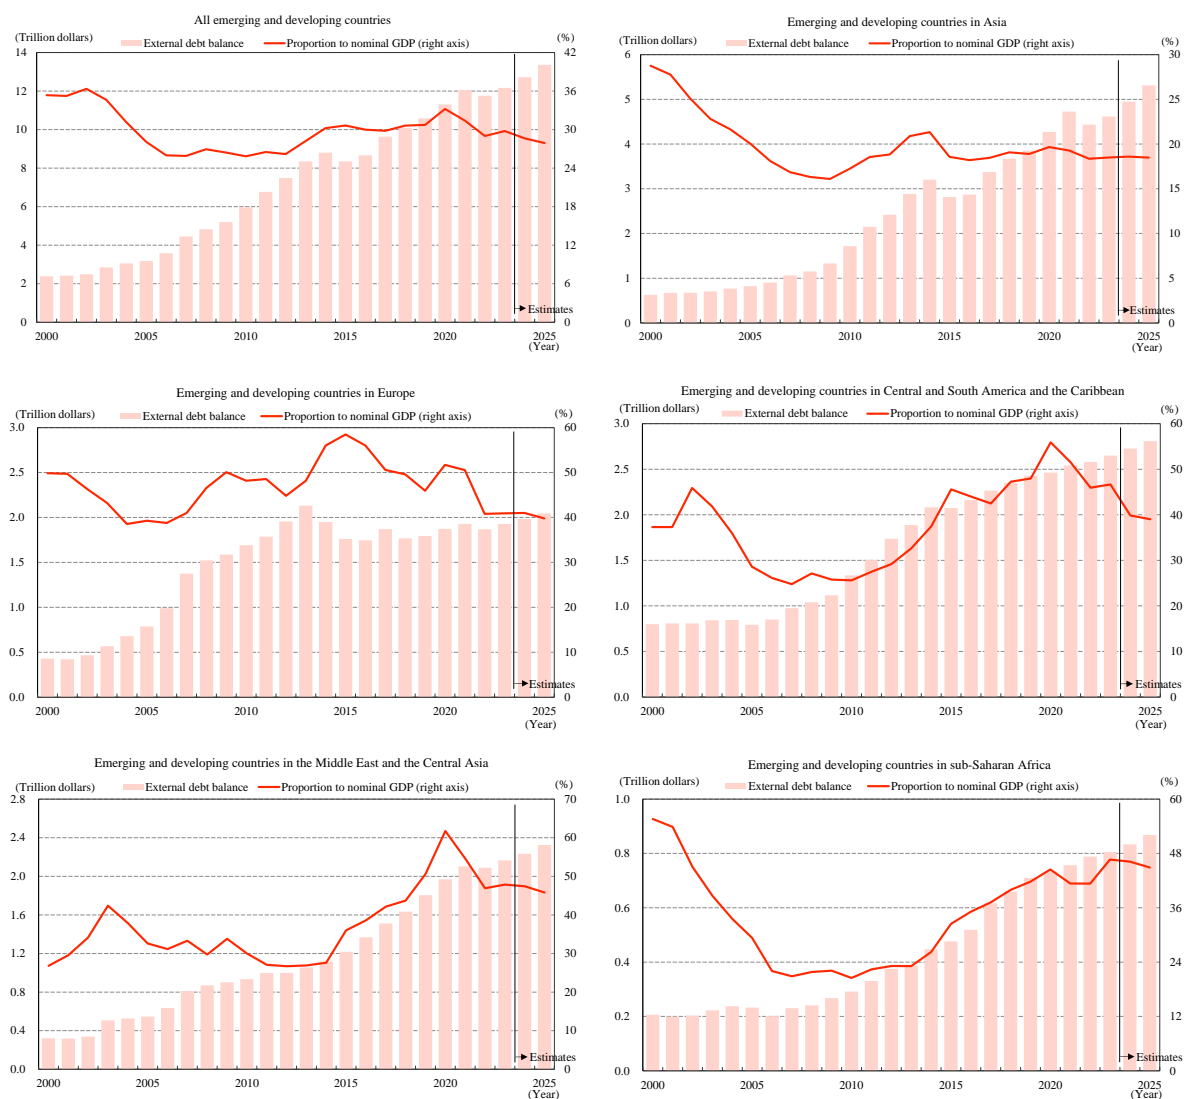 All emerging and developing countries
(Trillion dollars) External debt balance Proportion to nominal GDP (right axis) (%)
14 42
12 36
10 30
8 24
6 18
4 12
2 6
0 0
Estimates
2000 2005 2010 2015 2020 2025
(Year)
Emerging and developing countries in Asia
(Trillion dollars) External debt balance Proportion to nominal GDP (right axis) (%)
6 30
5 25
4 20
3 15
2 10
1 5
0 0
Estimates
2000 2005 2010 2015 2020 2025
(Year)
Emerging and developing countries in Europe
(Trillion dollars) External debt balance Proportion to nominal GDP (right axis) (%)
3.0 60
2.5 50
2.0 40
1.5 30
1.0 20
0.5 10
0.0 0
Estimates
2000 2005 2010 2015 2020 2025
(Year)
Emerging and developing countries in Central and South America and the Caribbean
(Trillion dollars) External debt balance Proportion to nominal GDP (right axis) (%)
3.0 60
2.5 50
2.0 40
1.5 30
1.0 20
0.5 10
0.0 0
Estimates
2000 2005 2010 2015 2020 2025
(Year)
Emerging and developing countries in the Middle East and the Central Asia
(Trillion dollars) External debt balance Proportion to nominal GDP (right axis) (%)
2.8 70
2.4 60
2.0 50
1.6 40
1.2 30
0.8 20
0.4 10
0.0 0
Estimates
2000 2005 2010 2015 2020 2025
(Year)
Emerging and developing countries in sub-Saharan Africa
(Trillion dollars) External debt balance Proportion to nominal GDP (right axis) (%)
1.0 60
0.8 48
0.6 36
0.4 24
0.2 12
0.0 0
Estimates
2000 2005 2010 2015 2020 2025
(Year)